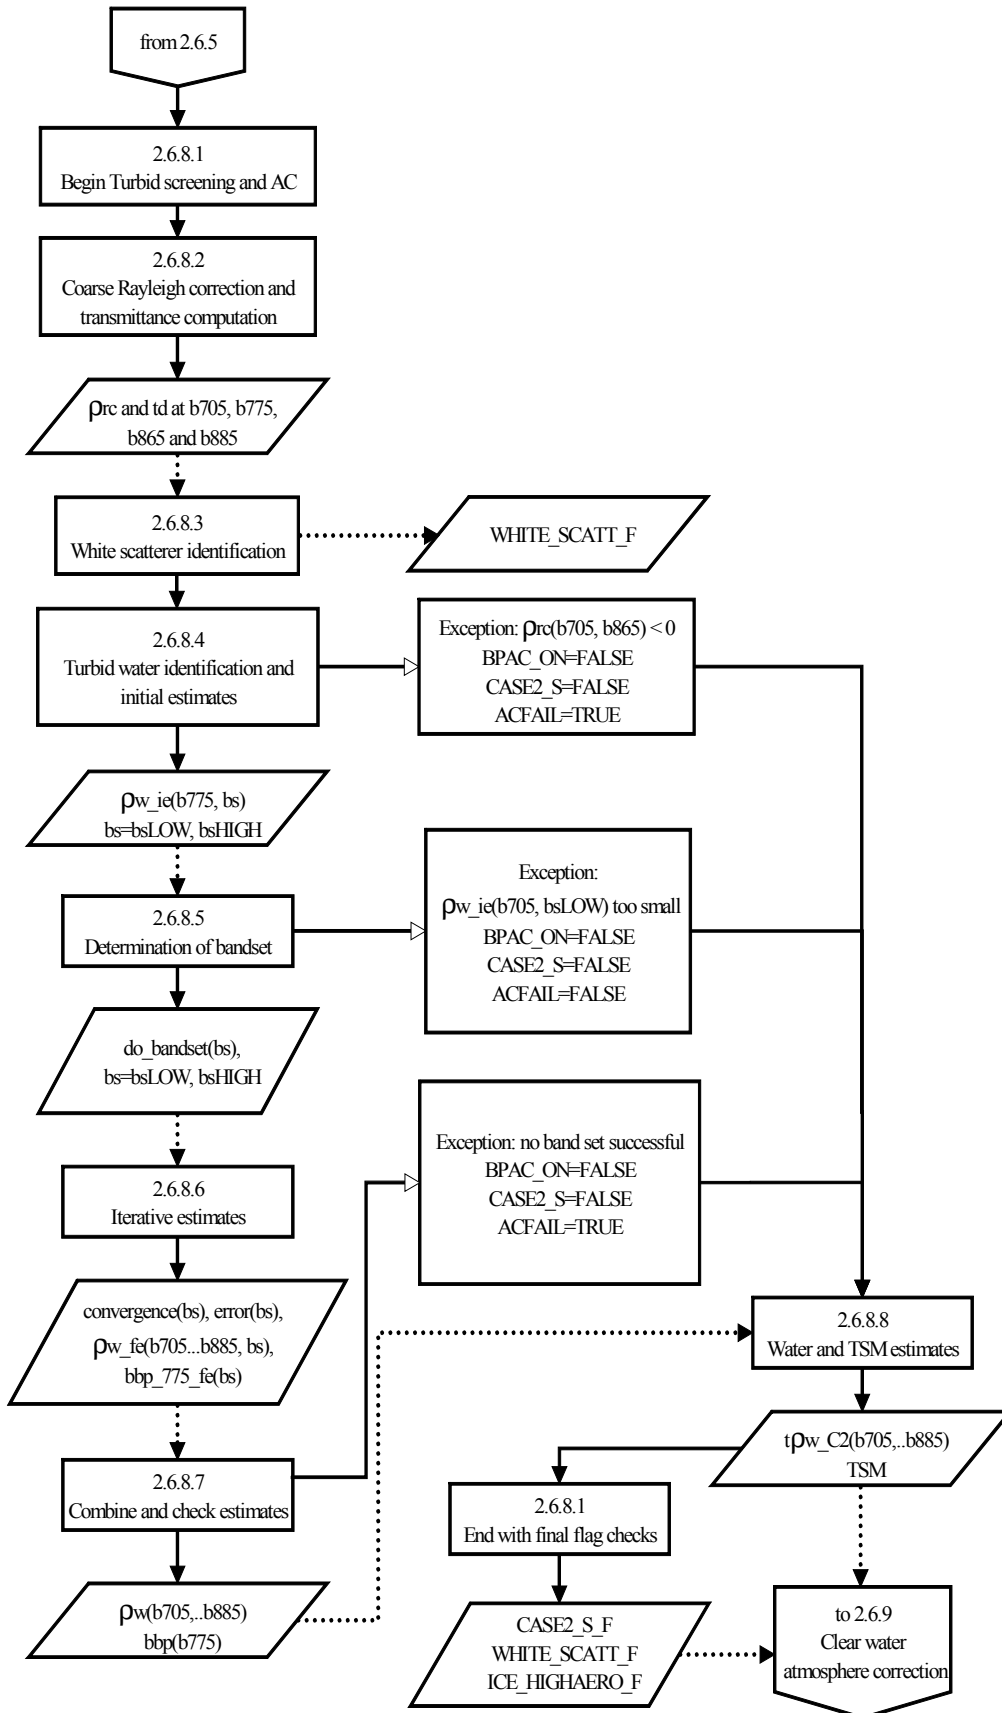 from 2.6.5
2.6.8.1
Begin Turbid screening and AC
2.6.8.2
Coarse Rayleigh correction and
transmittance computation
ρrc and td at b705, b775,
b865 and b885
2.6.8.3
White scatterer identification
WHITE_SCATT_F
2.6.8.4
Turbid water identification and
initial estimates
Exception: ρrc(b705, b865) < 0
BPAC_ON=FALSE
CASE2_S=FALSE
ACFAIL=TRUE
ρw_ie(b775, bs)
bs=bsLOW, bsHIGH
2.6.8.5
Determination of bandset
Exception:
ρw_ie(b705, bsLOW) too small
BPAC_ON=FALSE
CASE2_S=FALSE
ACFAIL=FALSE
do_bandset(bs),
bs=bsLOW, bsHIGH
2.6.8.6
Iterative estimates
Exception: no band set successful
BPAC_ON=FALSE
CASE2_S=FALSE
ACFAIL=TRUE
convergence(bs), error(bs),
ρw_fe(b705...b885, bs),
bbp_775_fe(bs)
2.6.8.7
Combine and check estimates
ρw(b705,..b885)
bbp(b775)
2.6.8.8
Water and TSM estimates
tρw_C2(b705,..b885)
TSM
2.6.8.1
End with final flag checks
CASE2_S_F
WHITE_SCATT_F
ICE_HIGHAERO_F
to 2.6.9
Clear water
atmosphere correction